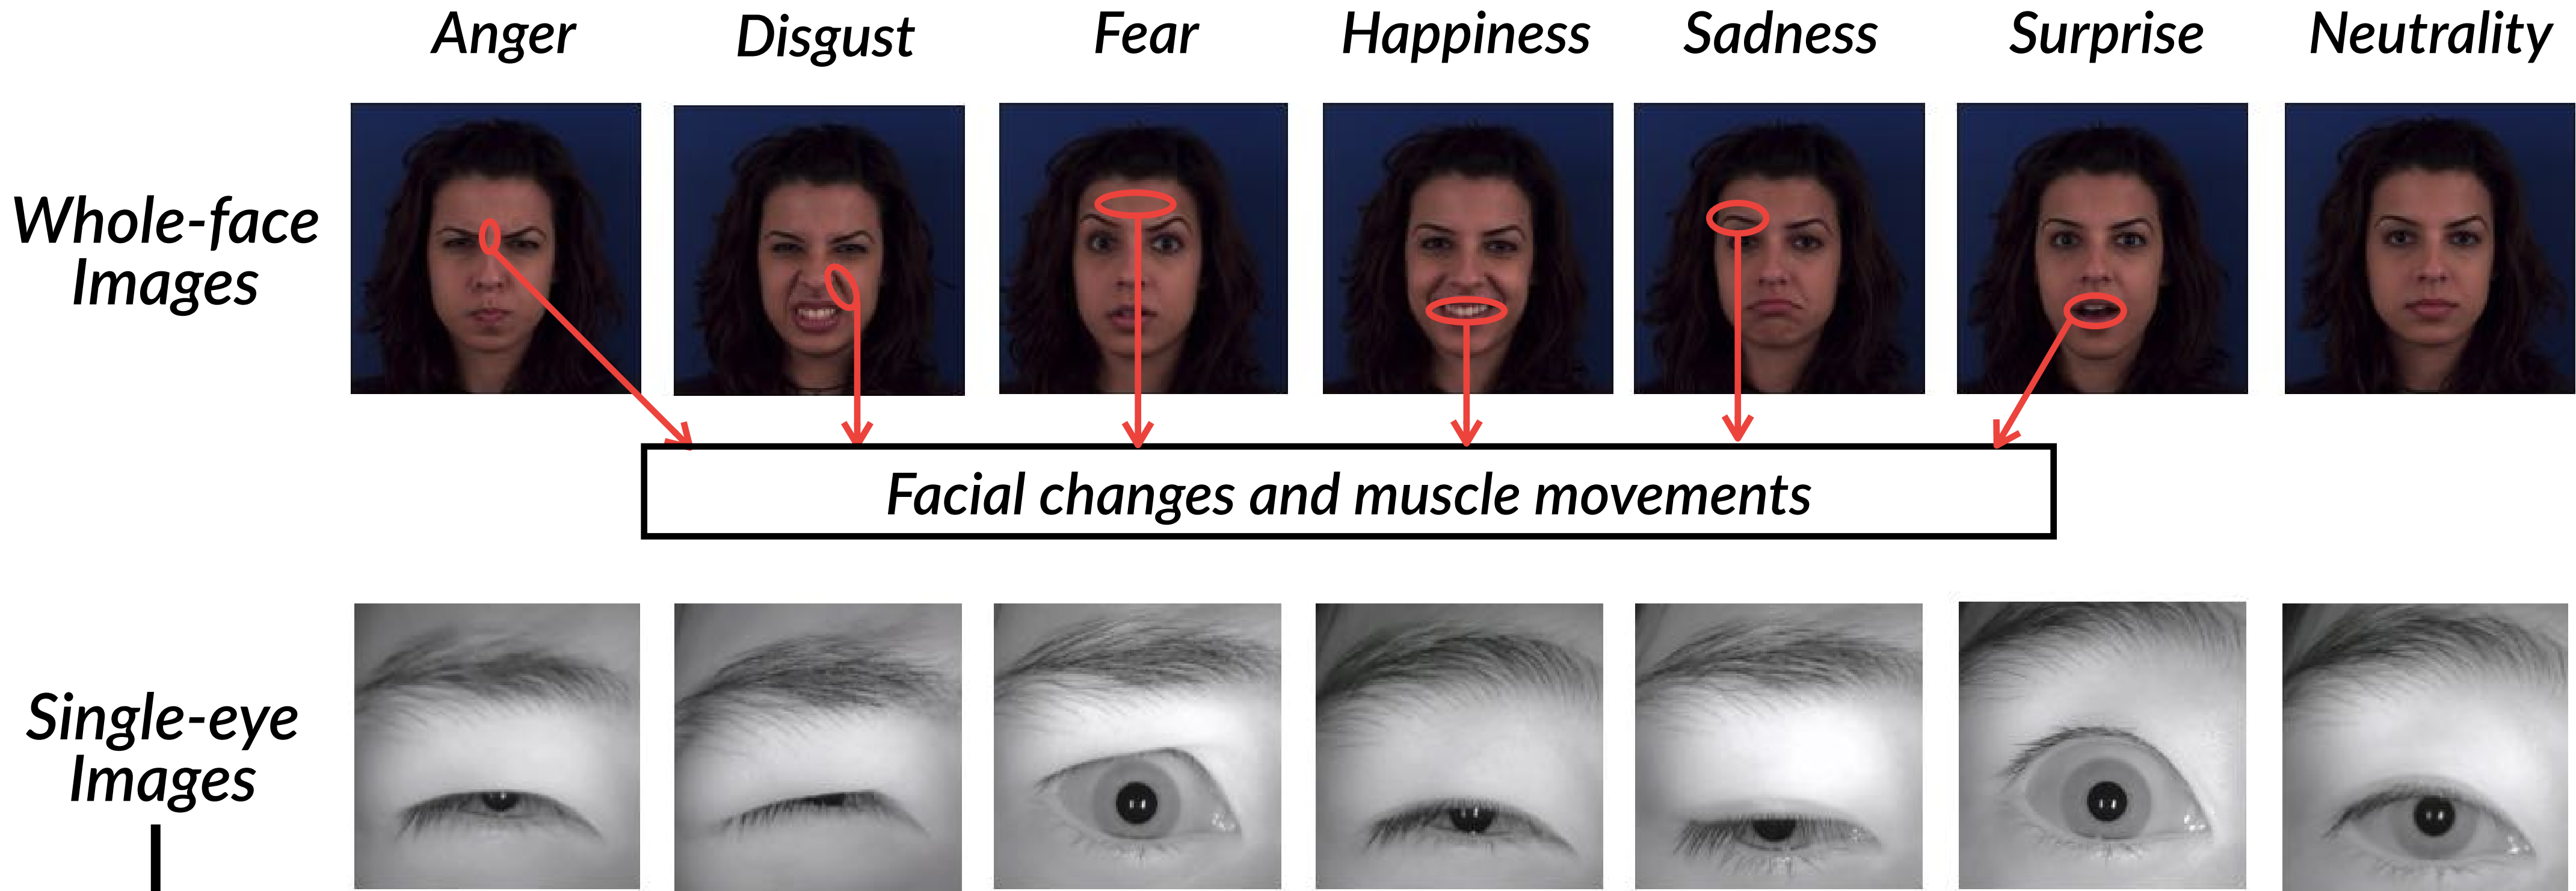 Anger Disgust Fear Happiness Sadness Surprise Neutrality
Whole-face
Images
Facial changes and muscle movements
Single-eye
Images